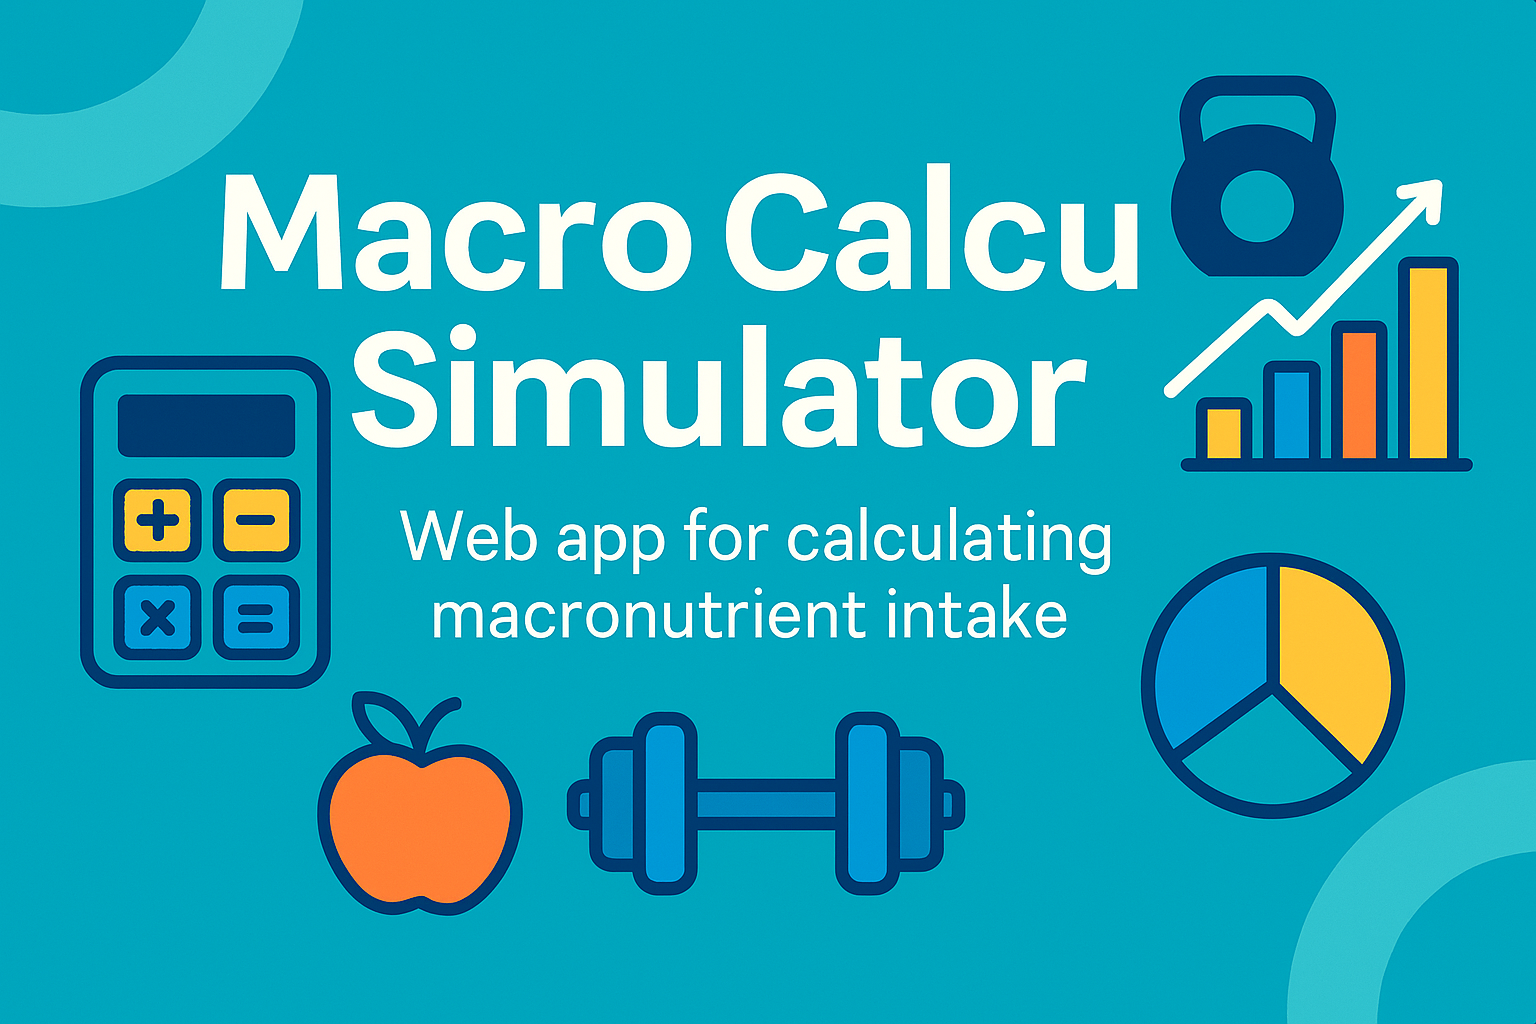 Macro Calcu
Simulator
Web app for calculating
macronutrient intake